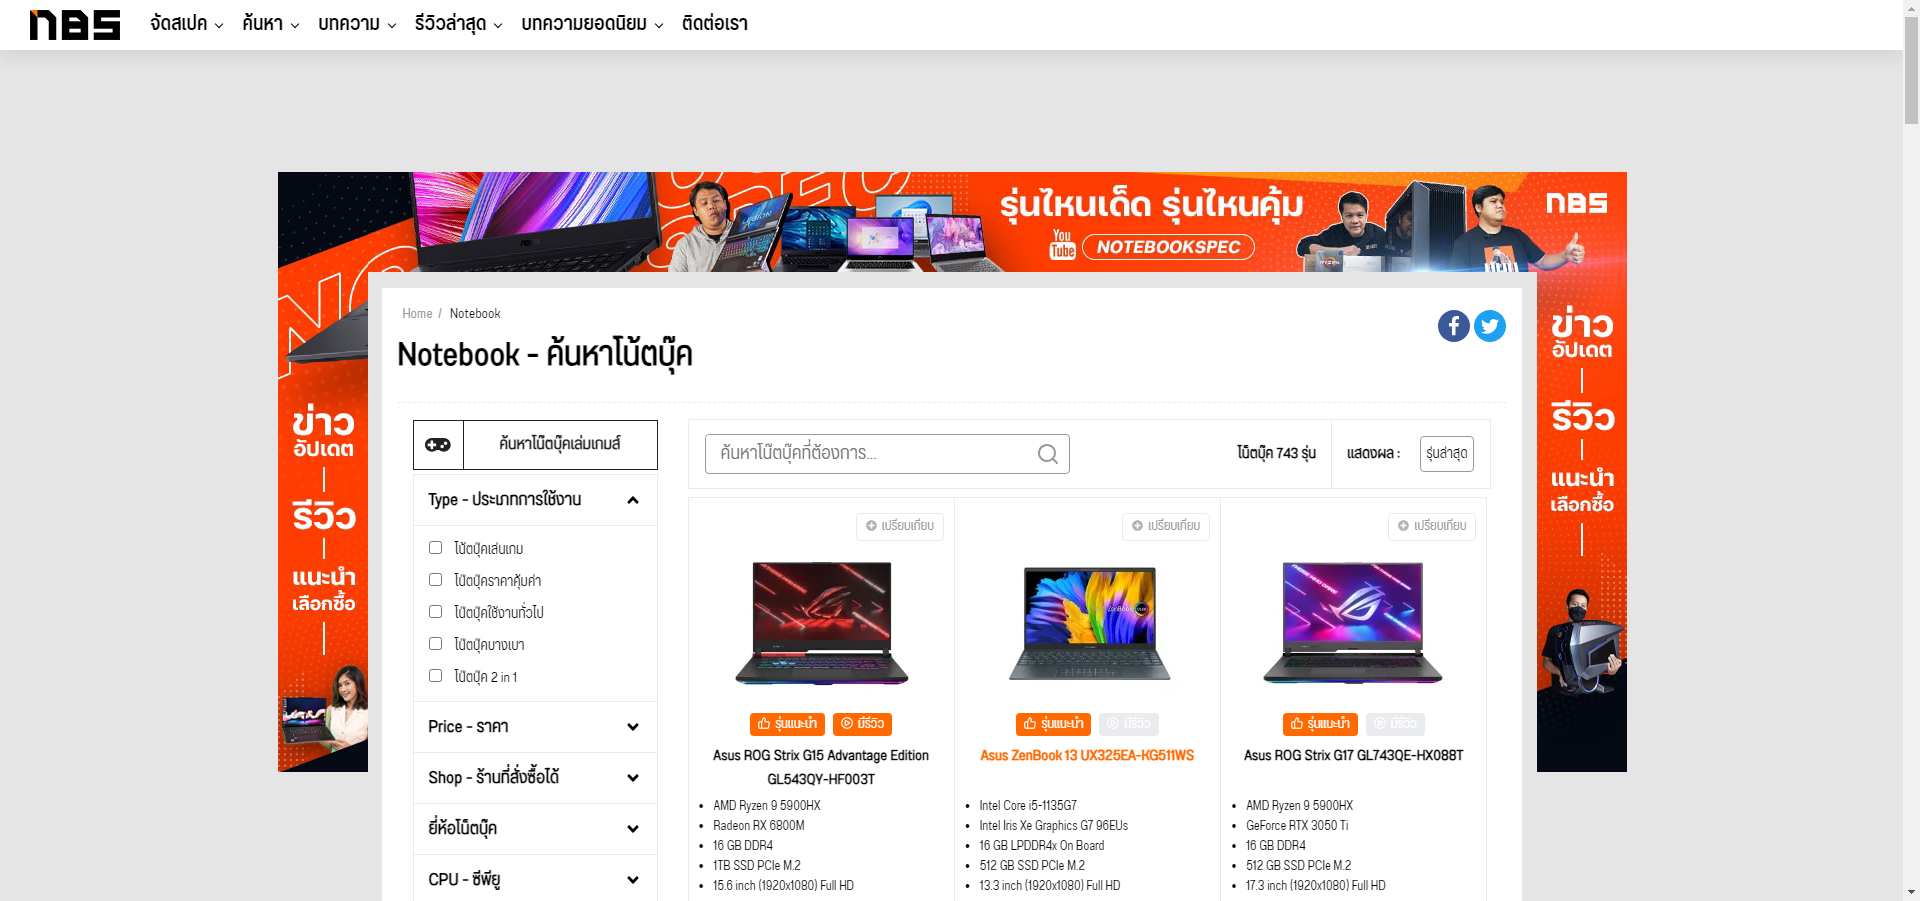 NBS จัดสเปค ค้นหา บทความ รีวิวล่าสุด บทความยอดนิยม ติดต่อเรา
รุ่นไหนเด็ด รุ่นไหนคุ้ม
You Tube NOTEBOOKSPEC
NBS
ข่าว
อัปเดต
รีวิว
แนะนำ
เลือกซื้อ
Home / Notebook
Notebook - ค้นหาโน้ตบุ๊ค
ค้นหาโน๊ตบุ๊คเล่มเกมส์
Type - ประเภทการใช้งาน
โน้ตบุ๊คเล่นเกม
โน๊ตบุ๊คราคาคุ้มค่า
โน๊ตบุ๊คใช้งานทั่วไป
โน๊ตบุ๊คบางเบา
โน๊ตบุ๊ค 2 in 1
Price - ราคา
Shop - ร้านที่สั่งซื้อได้
ยี่ห้อโน็ตบุ๊ค
CPU - ซีพียู
ค้นหาโน๊ตบุ๊คที่ต้องการ...
โน็ตบุ๊ค 743 รุ่น
แสดงผล :
รุ่นล่าสุด
เปรียบเทียบ
รุ่นแนะนำ มีรีวิว
Asus ROG Strix G15 Advantage Edition
GL543QY-HF003T
AMD Ryzen 9 5900HX
Radeon RX 6800M
16 GB DDR4
1TB SSD PCIe M.2
15.6 inch (1920x1080) Full HD
เปรียบเทียบ
รุ่นแนะนำ มีรีวิว
Asus ZenBook 13 UX325EA-KG511WS
Intel Core i5-1135G7
Intel Iris Xe Graphics G7 96EUs
16 GB LPDDR4x On Board
512 GB SSD PCIe M.2
13.3 inch (1920x1080) Full HD
เปรียบเทียบ
รุ่นแนะนำ มีรีวิว
Asus ROG Strix G17 GL743QE-HX088T
AMD Ryzen 9 5900HX
GeForce RTX 3050 Ti
16 GB DDR4
512 GB SSD PCIe M.2
17.3 inch (1920x1080) Full HD
ข่าว
อัปเดต
รีวิว
แนะนำ
เลือกซื้อ